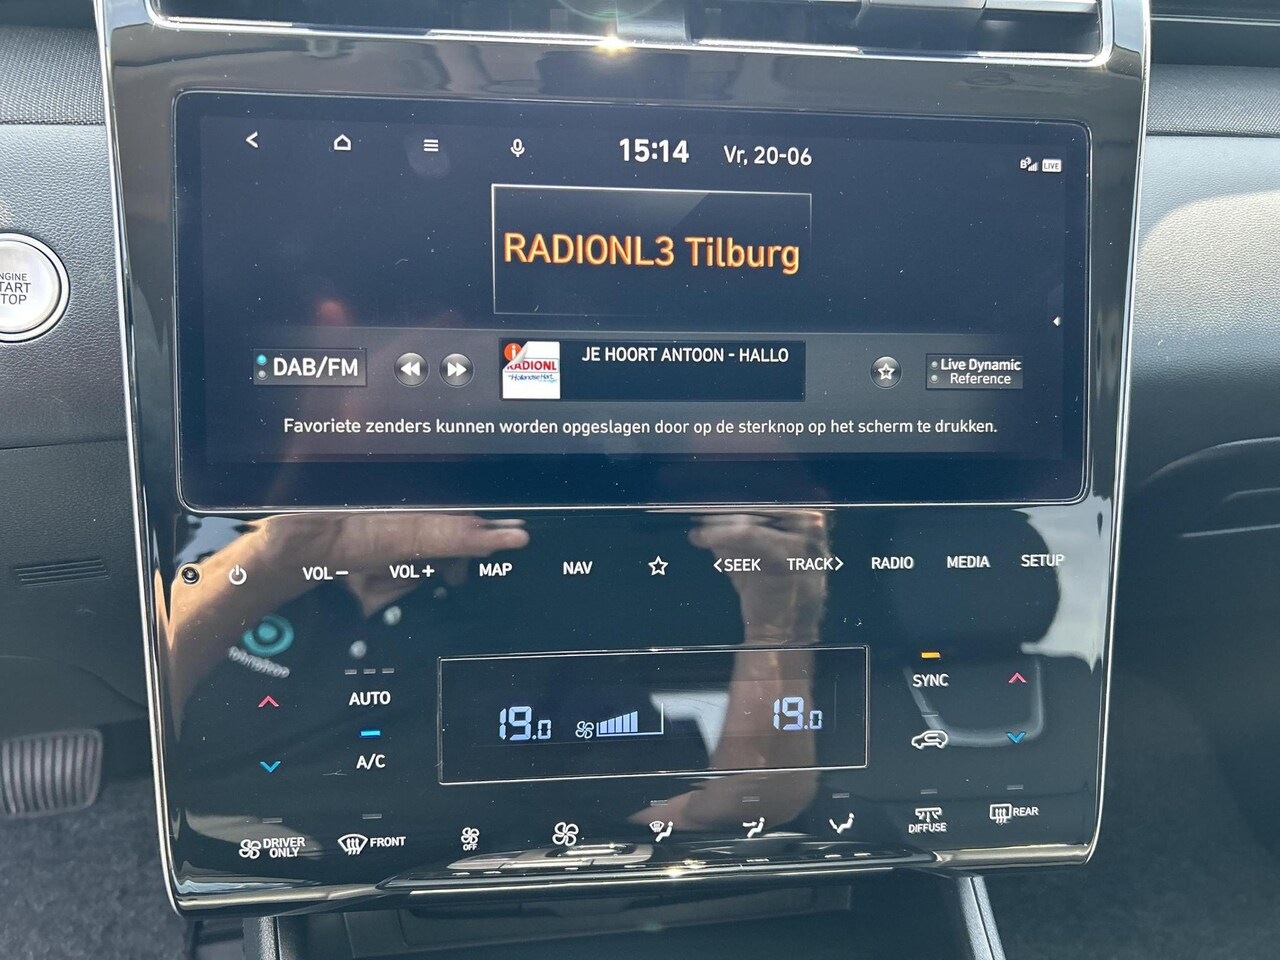 15:14 Vr, 20-06
LIVE
RADIONL3 Tilburg
DAB/FM
RADIONL
JE HOORT ANTOON - HALLO
Live Dynamic
Reference
Favoriete zenders kunnen worden opgeslagen door op de sterknop op het scherm te drukken.
NGINE
TART
TOP
VOL− VOL+ MAP NAV <SEEK TRACK> RADIO MEDIA SETUP
AUTO
A/C
19.0 19.0
SYNC
DRIVER
ONLY
FRONT
OFF
DIFFUSE
REAR